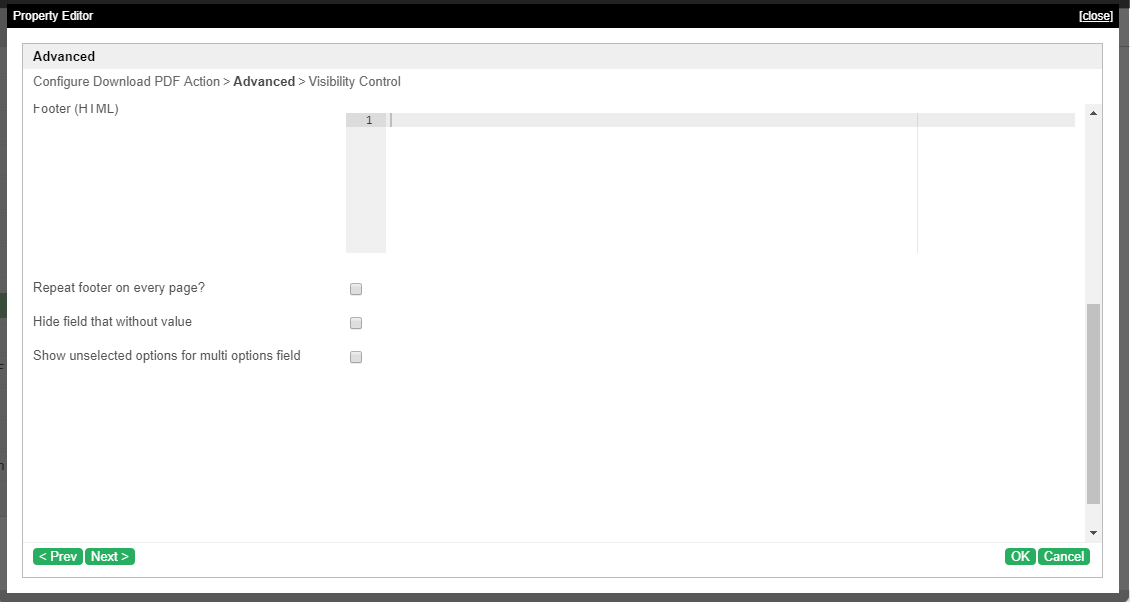 Property Editor [close]
Advanced
Configure Download PDF Action > Advanced > Visibility Control
Footer (HTML)
1
Repeat footer on every page?
Hide field that without value
Show unselected options for multi options field
< Prev Next > OK Cancel